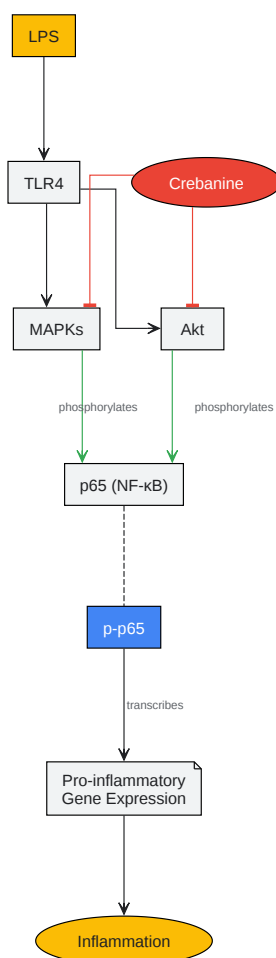 LPS
TLR4
Crebanine
MAPKs
Akt
phosphorylates
phosphorylates
p65 (NF-κB)
p-p65
transcribes
Pro-inflammatory
Gene Expression
Inflammation